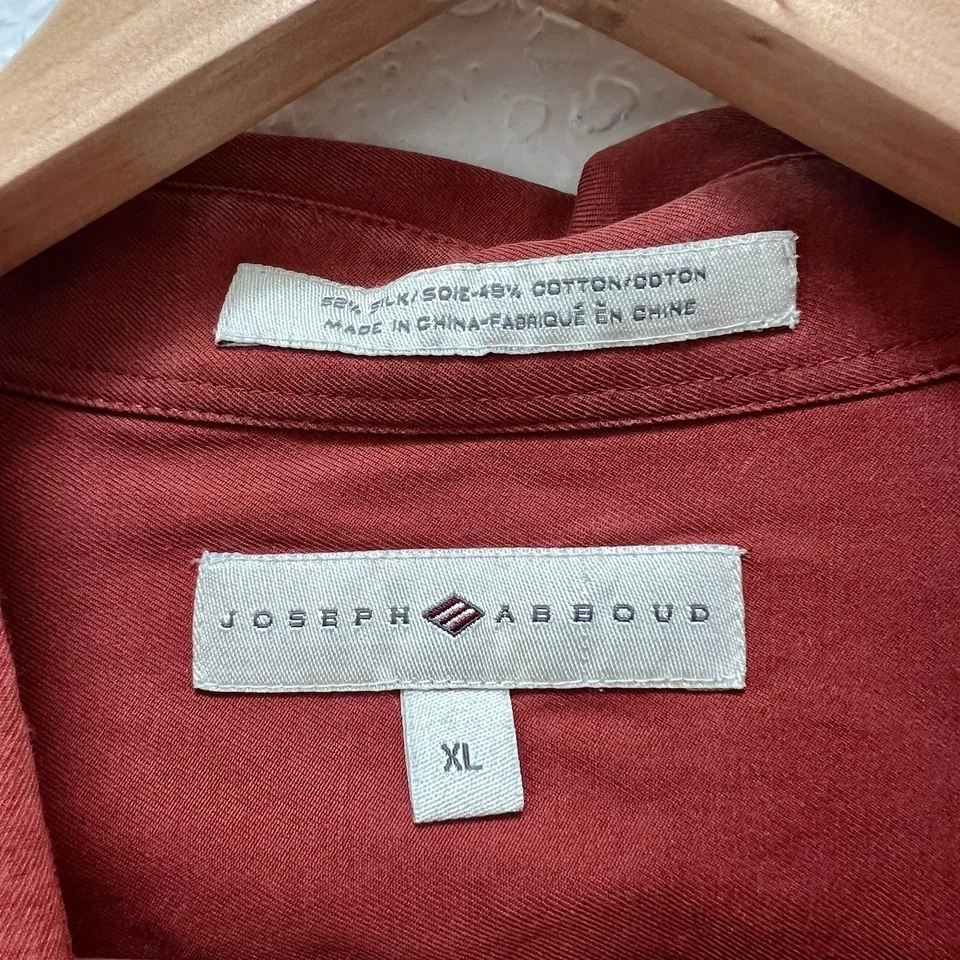 52% SILK/SOIE-48% COTTON/COTON
MADE IN CHINA-FABRIQUÉ EN CHINE
JOSEPH ABBOUD
XL